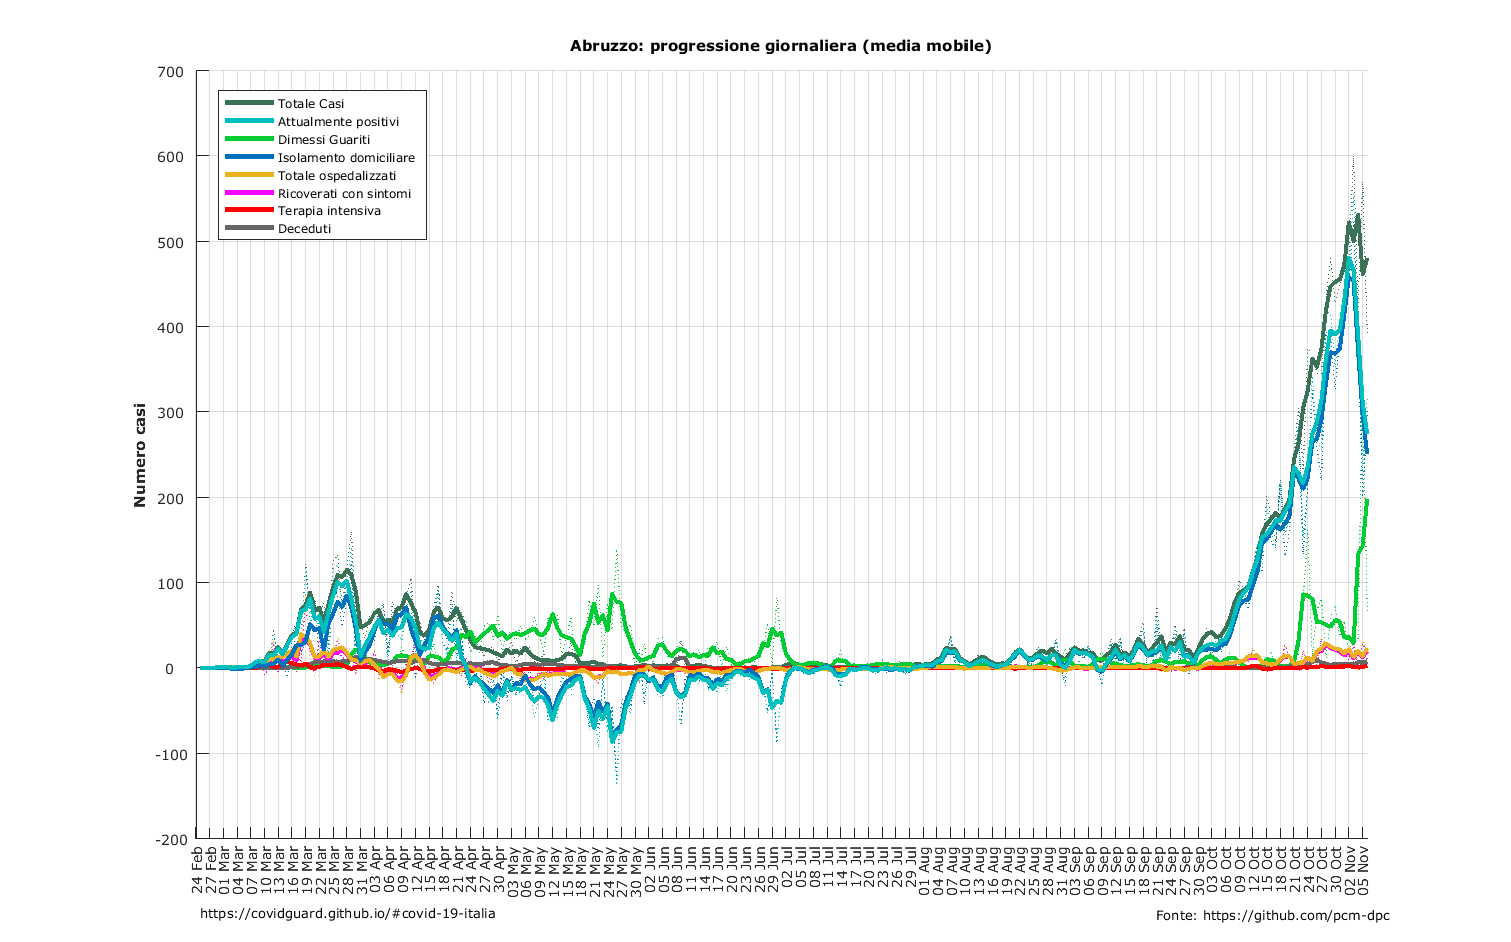 Abruzzo: progressione giornaliera (media mobile)
700
600
500
400
300
200
100
0
-100
-200
Numero casi
Totale Casi
Attualmente positivi
Dimessi Guariti
Isolamento domiciliare
Totale ospedalizzati
Ricoverati con sintomi
Terapia intensiva
Deceduti
24 Feb
27 Feb
01 Mar
04 Mar
07 Mar
10 Mar
13 Mar
16 Mar
19 Mar
22 Mar
25 Mar
28 Mar
31 Mar
03 Apr
06 Apr
09 Apr
12 Apr
15 Apr
18 Apr
21 Apr
24 Apr
27 Apr
30 Apr
03 May
06 May
09 May
12 May
15 May
18 May
21 May
24 May
27 May
30 May
02 Jun
05 Jun
08 Jun
11 Jun
14 Jun
17 Jun
20 Jun
23 Jun
26 Jun
29 Jun
02 Jul
05 Jul
08 Jul
11 Jul
14 Jul
17 Jul
20 Jul
23 Jul
26 Jul
29 Jul
01 Aug
04 Aug
07 Aug
10 Aug
13 Aug
16 Aug
19 Aug
22 Aug
25 Aug
28 Aug
31 Aug
03 Sep
06 Sep
09 Sep
12 Sep
15 Sep
18 Sep
21 Sep
24 Sep
27 Sep
30 Sep
03 Oct
06 Oct
09 Oct
12 Oct
15 Oct
18 Oct
21 Oct
24 Oct
27 Oct
30 Oct
02 Nov
05 Nov
https://covidguard.github.io/#covid-19-italia
Fonte: https://github.com/pcm-dpc